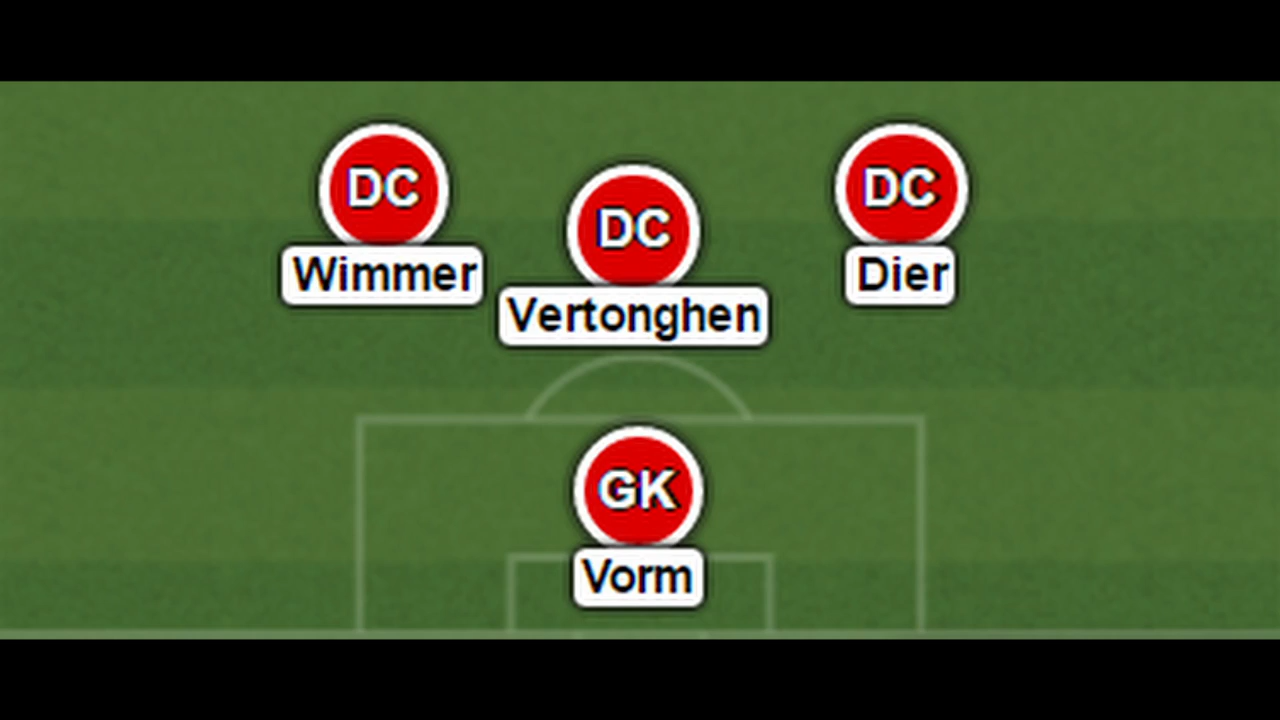 DC
Wimmer
DC
Vertonghen
DC
Dier
GK
Vorm